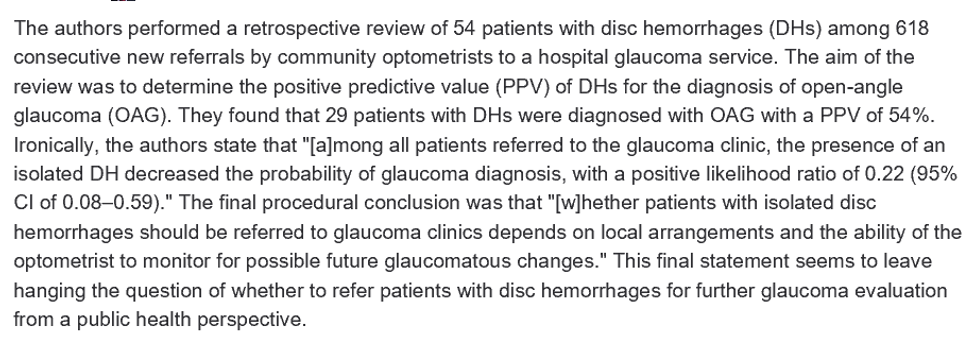 The authors performed a retrospective review of 54 patients with disc hemorrhages (DHs) among 618
consecutive new referrals by community optometrists to a hospital glaucoma service. The aim of the
review was to determine the positive predictive value (PPV) of DHs for the diagnosis of open-angle
glaucoma (OAG). They found that 29 patients with DHs were diagnosed with OAG with a PPV of 54%.
Ironically, the authors state that "[a]mong all patients referred to the glaucoma clinic, the presence of an
isolated DH decreased the probability of glaucoma diagnosis, with a positive likelihood ratio of 0.22 (95%
CI of 0.08–0.59)." The final procedural conclusion was that "[w]hether patients with isolated disc
hemorrhages should be referred to glaucoma clinics depends on local arrangements and the ability of the
optometrist to monitor for possible future glaucomatous changes." This final statement seems to leave
hanging the question of whether to refer patients with disc hemorrhages for further glaucoma evaluation
from a public health perspective.